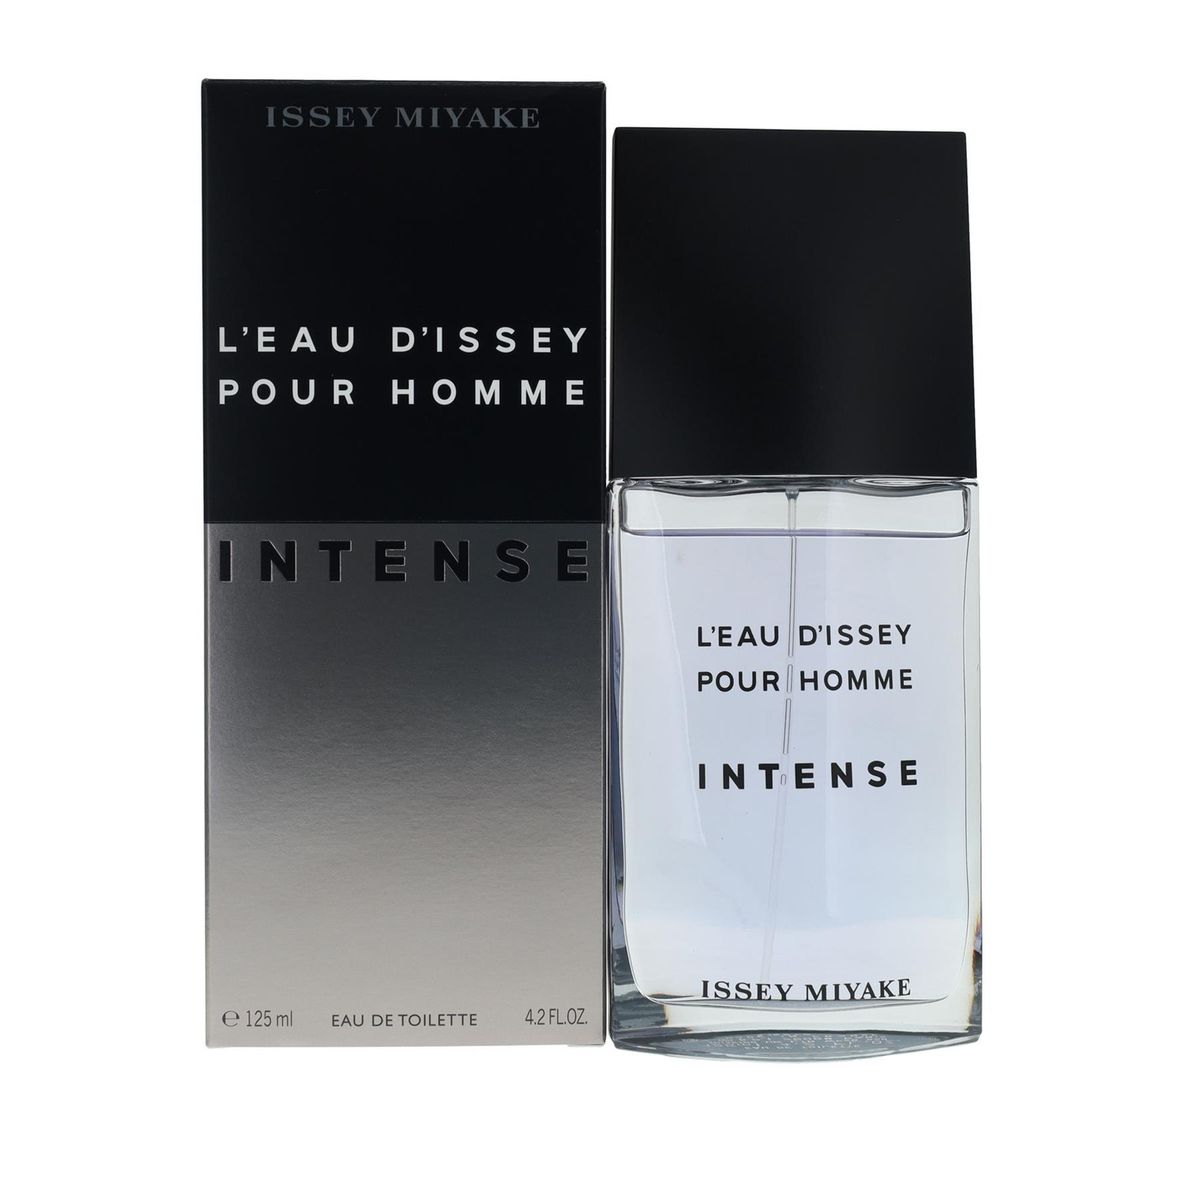 ISSEY MIYAKE
L'EAU D'ISSEY
POUR HOMME
INTENSE
℮ 125 ml EAU DE TOILETTE 4.2 FL.OZ.
L'EAU D'ISSEY
POUR HOMME
INTENSE
ISSEY MIYAKE